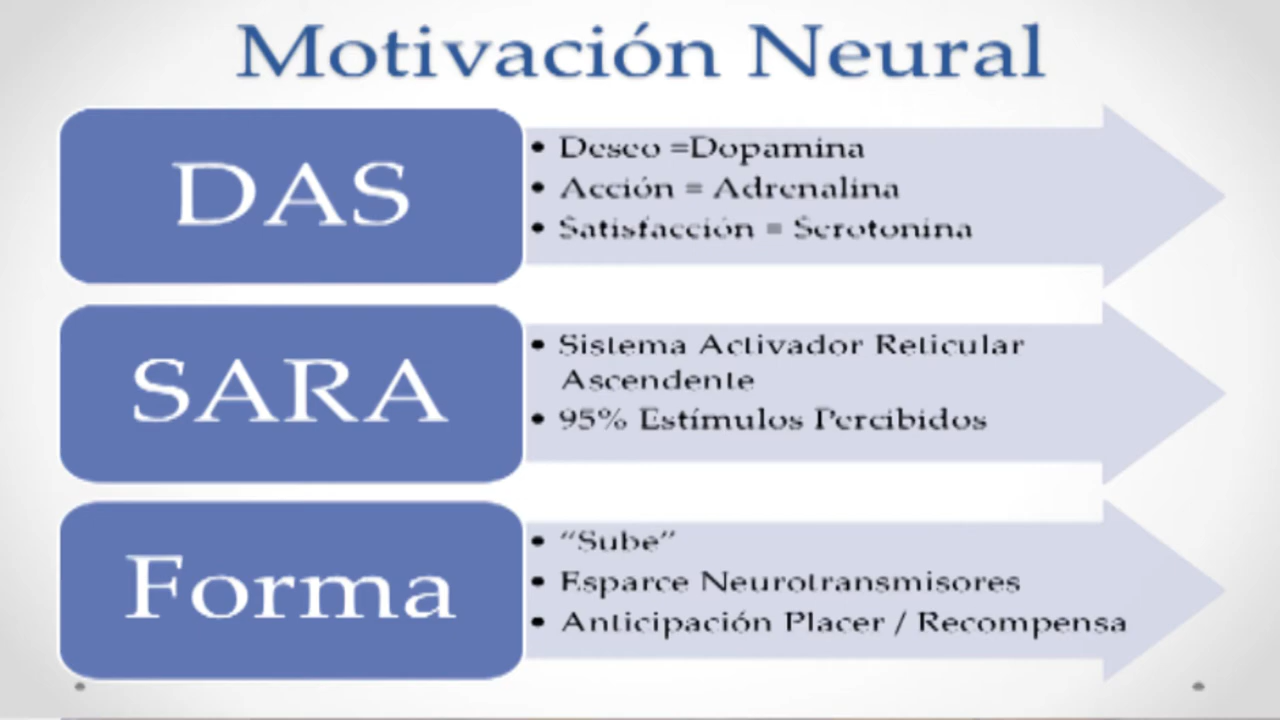 Motivación Neural
DAS
• Deseo =Dopamina
• Acción = Adrenalina
• Satisfacción = Serotonina
SARA
• Sistema Activador Reticular
Ascendente
• 95% Estímulos Percibidos
Forma
• “Sube”
• Esparce Neurotransmisores
• Anticipación Placer / Recompensa